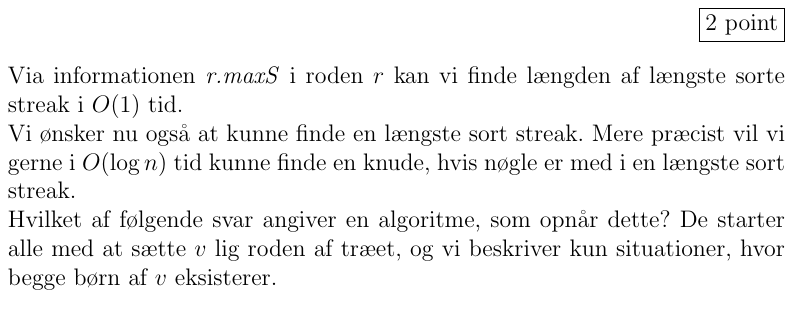 2 point
Via informationen r.maxS i roden r kan vi finde længden af længste sorte
streak i O(1) tid.
Vi ønsker nu også at kunne finde en længste sort streak. Mere præcist vil vi
gerne i O(log n) tid kunne finde en knude, hvis nøgle er med i en længste sort
streak.
Hvilket af følgende svar angiver en algoritme, som opnår dette? De starter
alle med at sætte v lig roden af træet, og vi beskriver kun situationer, hvor
begge børn af v eksisterer.